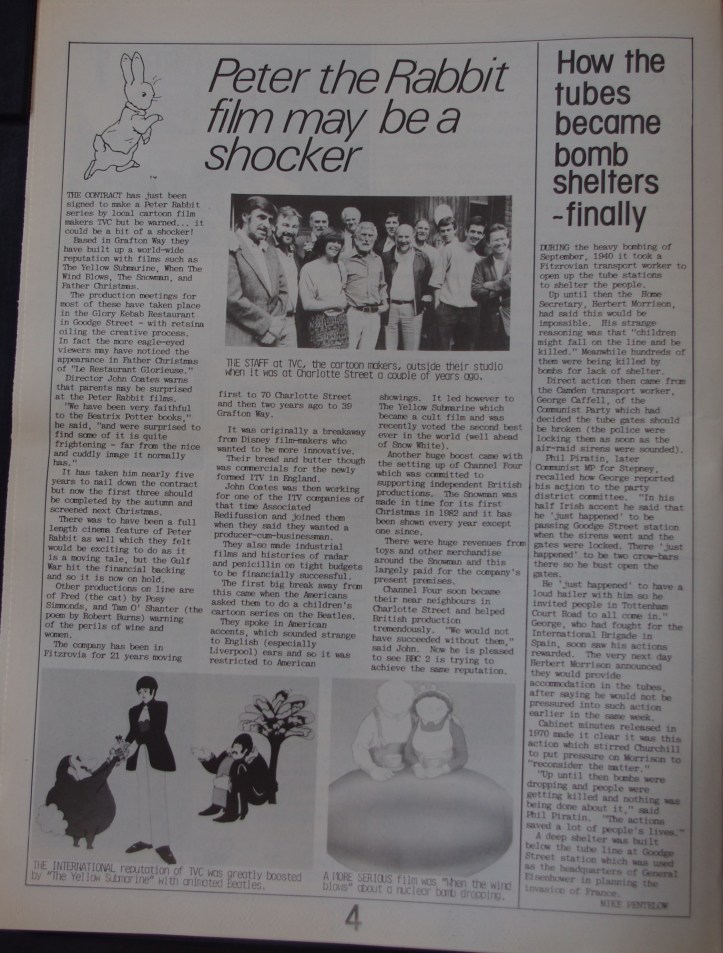 Peter the Rabbit
film may be a
shocker
TM
THE CONTRACT has just been
signed to make a Peter Rabbit
series by local cartoon film
makers TVC but be warned... it
could be a bit of a shocker!
Based in Grafton Way they
have built up a world-wide
reputation with films such as
The Yellow Submarine, When The
Wind Blows, The Snowman, and
Father Christmas.
The production meetings for
most of these have taken place
in the Glory Kebab Restaurant
in Goodge Street - with retsina
oiling the creative process.
In fact the more eagle-eyed
viewers may have noticed the
appearance in Father Christmas
of "Le Restaurant Glorieuse."
Director John Coates warns
that parents may be surprised
at the Peter Rabbit films.
"We have been very faithful
to the Beatrix Potter books,"
he said, "and were surprised to
find some of it is quite
frightening - far from the nice
and cuddly image it normally
has."
It has taken him nearly five
years to nail down the contract
but now the first three should
be completed by the autumn and
screened next Christmas.
There was to have been a full
length cinema feature of Peter
Rabbit as well which they felt
would be exciting to do as it
is a moving tale, but the Gulf
War hit the financial backing
and so it is now on hold.
Other productions on line are
of Fred (the cat) by Posy
Simmonds, and Tam O' Shanter (the
poem by Robert Burns) warning
of the perils of wine and
women.
The company has been in
Fitzrovia for 21 years moving
THE STAFF at TVC, the cartoon makers, outside their studio
when it was at Charlotte Street a couple of years ago.
first to 70 Charlotte Street
and then two years ago to 39
Grafton Way.
It was originally a breakaway
from Disney film-makers who
wanted to be more innovative.
Their bread and butter though
was commercials for the newly
formed ITV in England.
John Coates was then working
for one of the ITV companies of
that time Associated
Redifussion and joined them
when they said they wanted a
producer-cum-businessman.
They also made industrial
films and histories of radar
and penicillin on tight budgets
to be financially successful.
The first big break away from
this came when the Americans
asked them to do a children's
cartoon series on the Beatles.
They spoke in American
accents, which sounded strange
to English (especially
Liverpool) ears and so it was
restricted to American
showings. It led however to
The Yellow Submarine which
became a cult film and was
recently voted the second best
ever in the world (well ahead
of Snow White).
Another huge boost came with
the setting up of Channel Four
which was committed to
supporting independent British
productions. The Snowman was
made in time for its first
Christmas in 1982 and it has
been shown every year except
one since.
There were huge revenues from
toys and other merchandise
around the Snowman and this
largely paid for the company's
present premises.
Channel Four soon became
their near neighbours in
Charlotte Street and helped
British production
tremendously. "We would not
have succeeded without them,"
said John. Now he is pleased
to see BBC 2 is trying to
achieve the same reputation.
THE INTERNATIONAL reputation of TVC was greatly boosted
by "The Yellow Submarine" with animated Beatles.
A MORE SERIOUS film was "When the wind
blows" about a nuclear bomb dropping.
How the
tubes
became
bomb
shelters
-finally
DURING the heavy bombing of
September, 1940 it took a
Fitzrovian transport worker to
open up the tube stations
to shelter the people.
Up until then the Home
Secretary, Herbert Morrison,
had said this would be
impossible. His strange
reasoning was that "children
might fall on the line and be
killed." Meanwhile hundreds of
them were being killed by
bombs for lack of shelter.
Direct action then came from
the Camden transport worker,
George Caffell, of the
Communist Party which had
decided the tube gates should
be broken (the police were
locking them as soon as the
air-raid sirens were sounded).
Phil Piratin, later
Communist MP for Stepney,
recalled how George reported
his action to the party
district committee. "In his
half Irish accent he said that
he 'just happened' to be
passing Goodge Street station
when the sirens went and the
gates were locked. There 'just
happened' to be two crow-bars
there so he bust open the
gates.
He 'just happened' to have a
loud hailer with him so he
invited people in Tottenham
Court Road to all come in."
George, who had fought for the
International Brigade in
Spain, soon saw his actions
rewarded. The very next day
Herbert Morrison announced
they would provide
accommodation in the tubes,
after saying he would not be
pressured into such action
earlier in the same week.
Cabinet minutes released in
1970 made it clear it was this
action which stirred Churchill
to put pressure on Morrison to
"reconsider the matter."
"Up until then bombs were
dropping and people were
getting killed and nothing was
being done about it," said
Phil Piratin. "The actions
saved a lot of people's lives."
A deep shelter was built
below the tube line at Goodge
Street station which was used
as the headquarters of General
Eisenhower in planning the
invasion of France.
MIKE PENTELOW
4